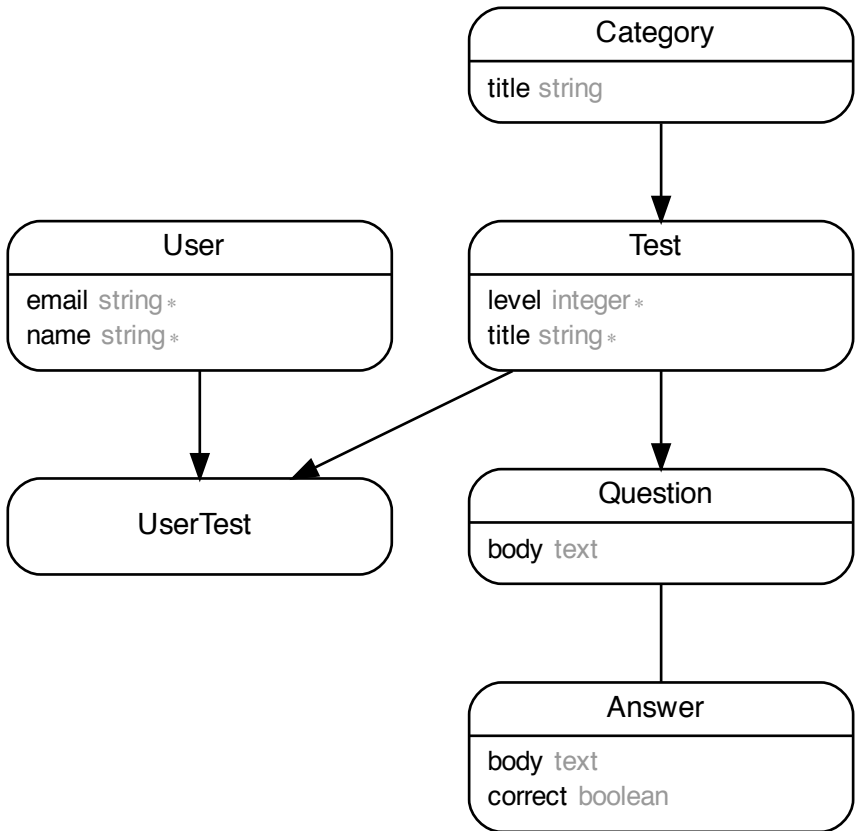 Category
title string
User
email string*
name string*
Test
level integer*
title string*
UserTest
Question
body text
Answer
body text
correct boolean